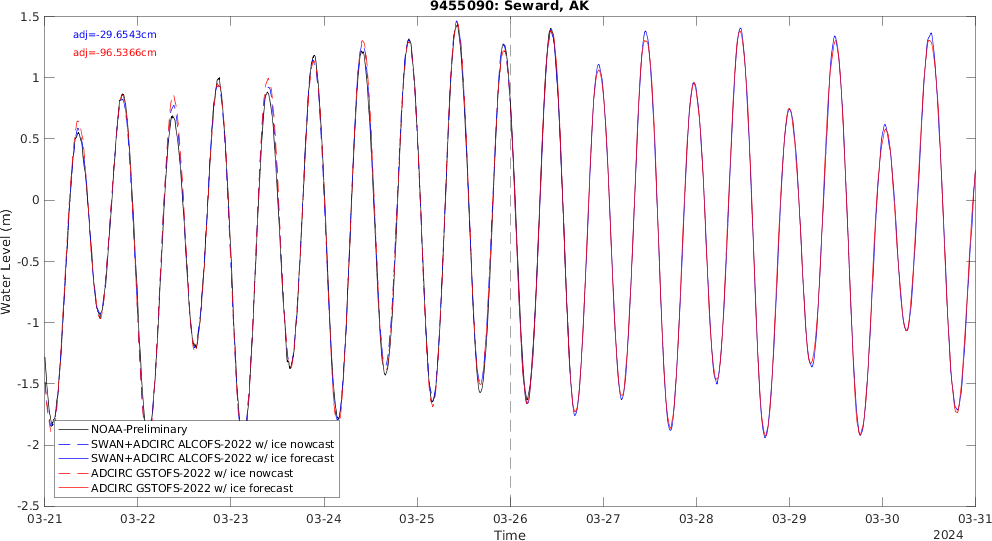 9455090: Seward, AK
adj=-29.6543cm
adj=-96.5366cm
1.5
1
0.5
0
-0.5
-1
-1.5
-2
-2.5
Water Level (m)
NOAA-Preliminary
SWAN+ADCIRC ALCOFS-2022 w/ ice nowcast
SWAN+ADCIRC ALCOFS-2022 w/ ice forecast
ADCIRC GSTOFS-2022 w/ ice nowcast
ADCIRC GSTOFS-2022 w/ ice forecast
03-21 03-22 03-23 03-24 03-25 03-26 03-27 03-28 03-29 03-30 03-31
Time
2024